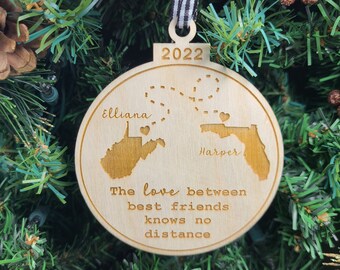 2022
Elliana
Harper
The love between
best friends
knows no
distance